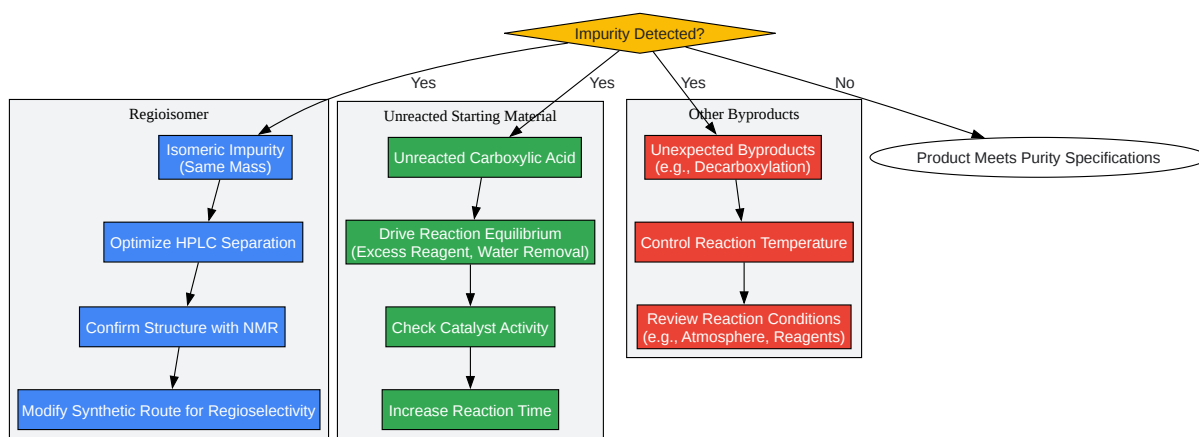 Impurity Detected?
Yes
Yes
Yes
No
Regioisomer
Isomeric Impurity
(Same Mass)
Optimize HPLC Separation
Confirm Structure with NMR
Modify Synthetic Route for Regioselectivity
Unreacted Starting Material
Unreacted Carboxylic Acid
Drive Reaction Equilibrium
(Excess Reagent, Water Removal)
Check Catalyst Activity
Increase Reaction Time
Other Byproducts
Unexpected Byproducts
(e.g., Decarboxylation)
Control Reaction Temperature
Review Reaction Conditions
(e.g., Atmosphere, Reagents)
Product Meets Purity Specifications